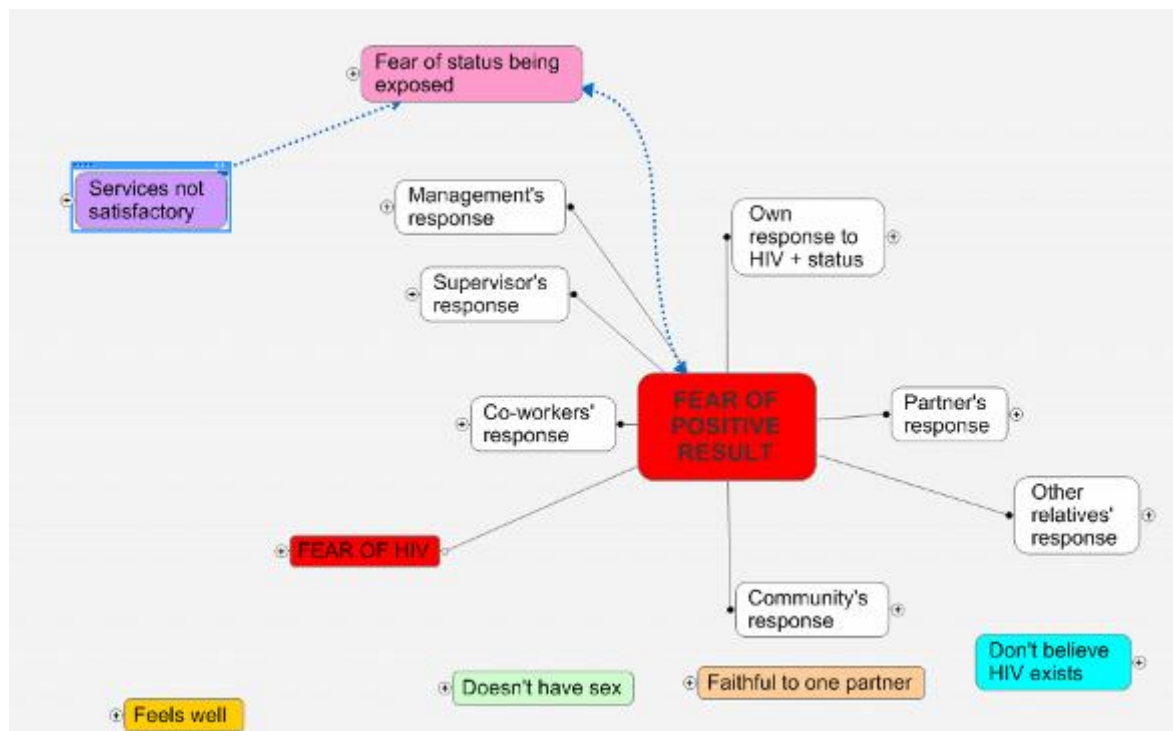 Fear of status being
exposed
Services not
satisfactory
Management's
response
Own
response to
HIV + status
Supervisor's
response
FEAR OF
POSITIVE
RESULT
Partner's
response
Co-workers'
response
Other
relatives'
response
FEAR OF HIV
Community's
response
Don't believe
HIV exists
Doesn't have sex
Faithful to one partner
Feels well